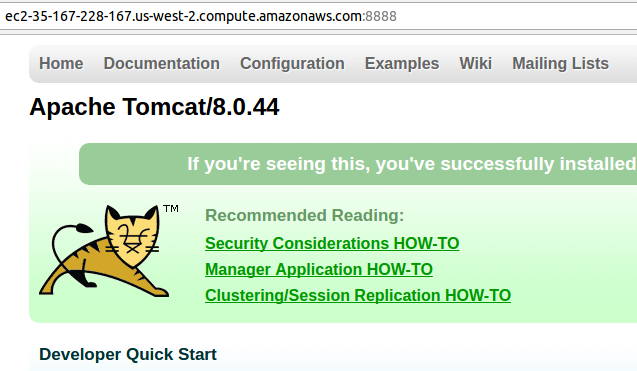 ec2-35-167-228-167.us-west-2.compute.amazonaws.com:8888
Home Documentation Configuration Examples Wiki Mailing Lists
Apache Tomcat/8.0.44
If you're seeing this, you've successfully installed
TM
Recommended Reading:
Security Considerations HOW-TO
Manager Application HOW-TO
Clustering/Session Replication HOW-TO
Developer Quick Start